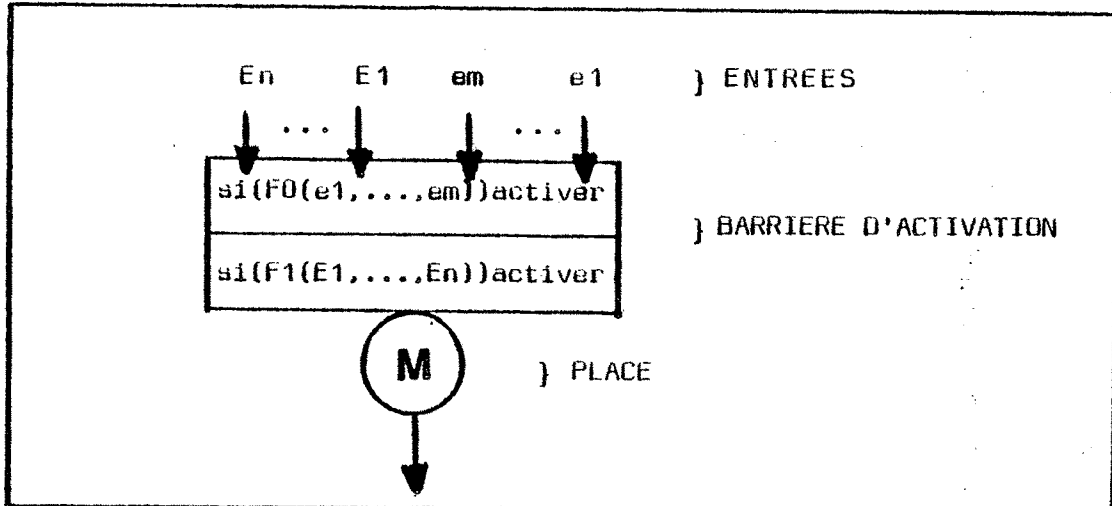 En E1 em e1 } ENTREES
... ...
si(F0(e1,...,em))activer
} BARRIERE D'ACTIVATION
si(F1(E1,....,En))activer
M } PLACE